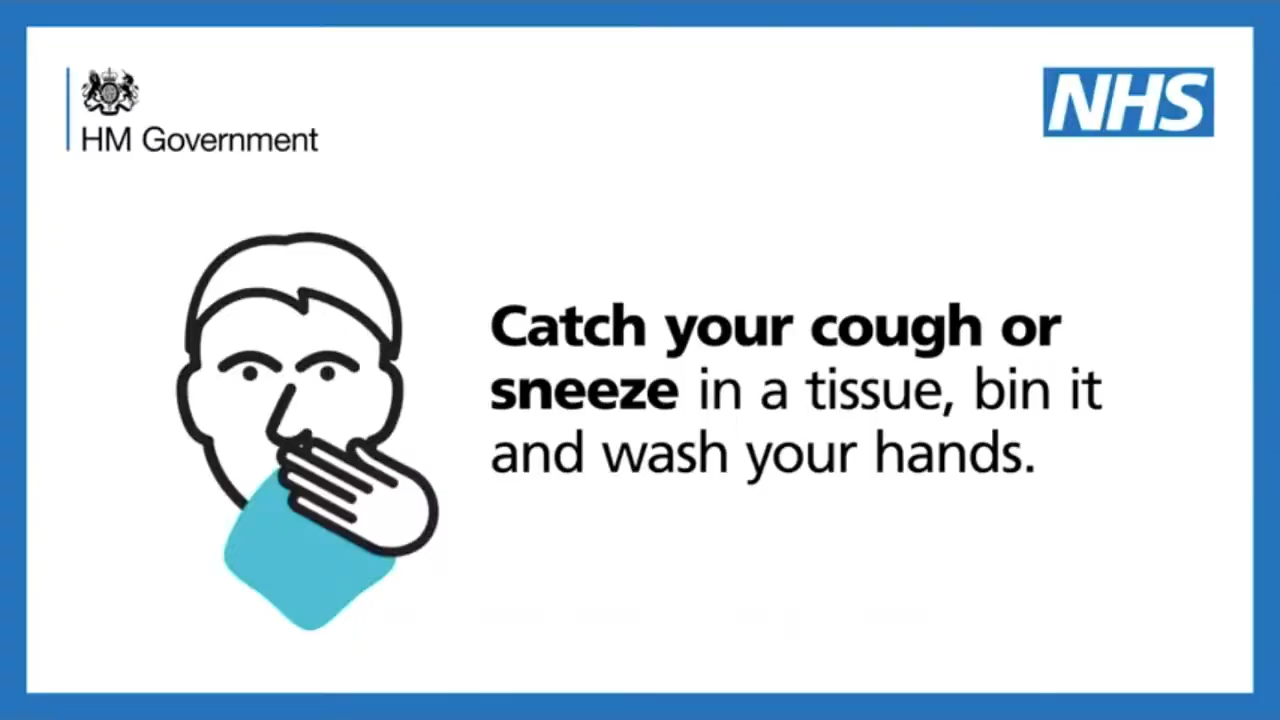 HM Government
NHS
Catch your cough or
sneeze in a tissue, bin it
and wash your hands.